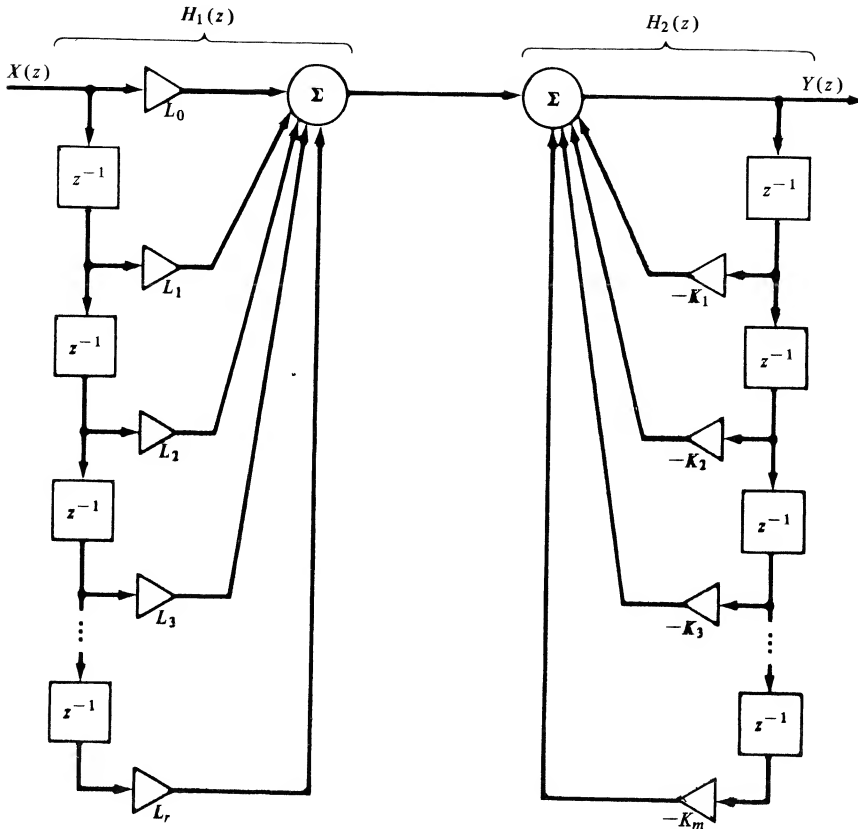 H₁(z)
H₂(z)
X(z)
L₀
Σ
Σ
Y(z)
z⁻¹
z⁻¹
L₁
−K₁
z⁻¹
z⁻¹
L₂
−K₂
z⁻¹
z⁻¹
L₃
−K₃
z⁻¹
z⁻¹
Lᵣ
−Kₘ